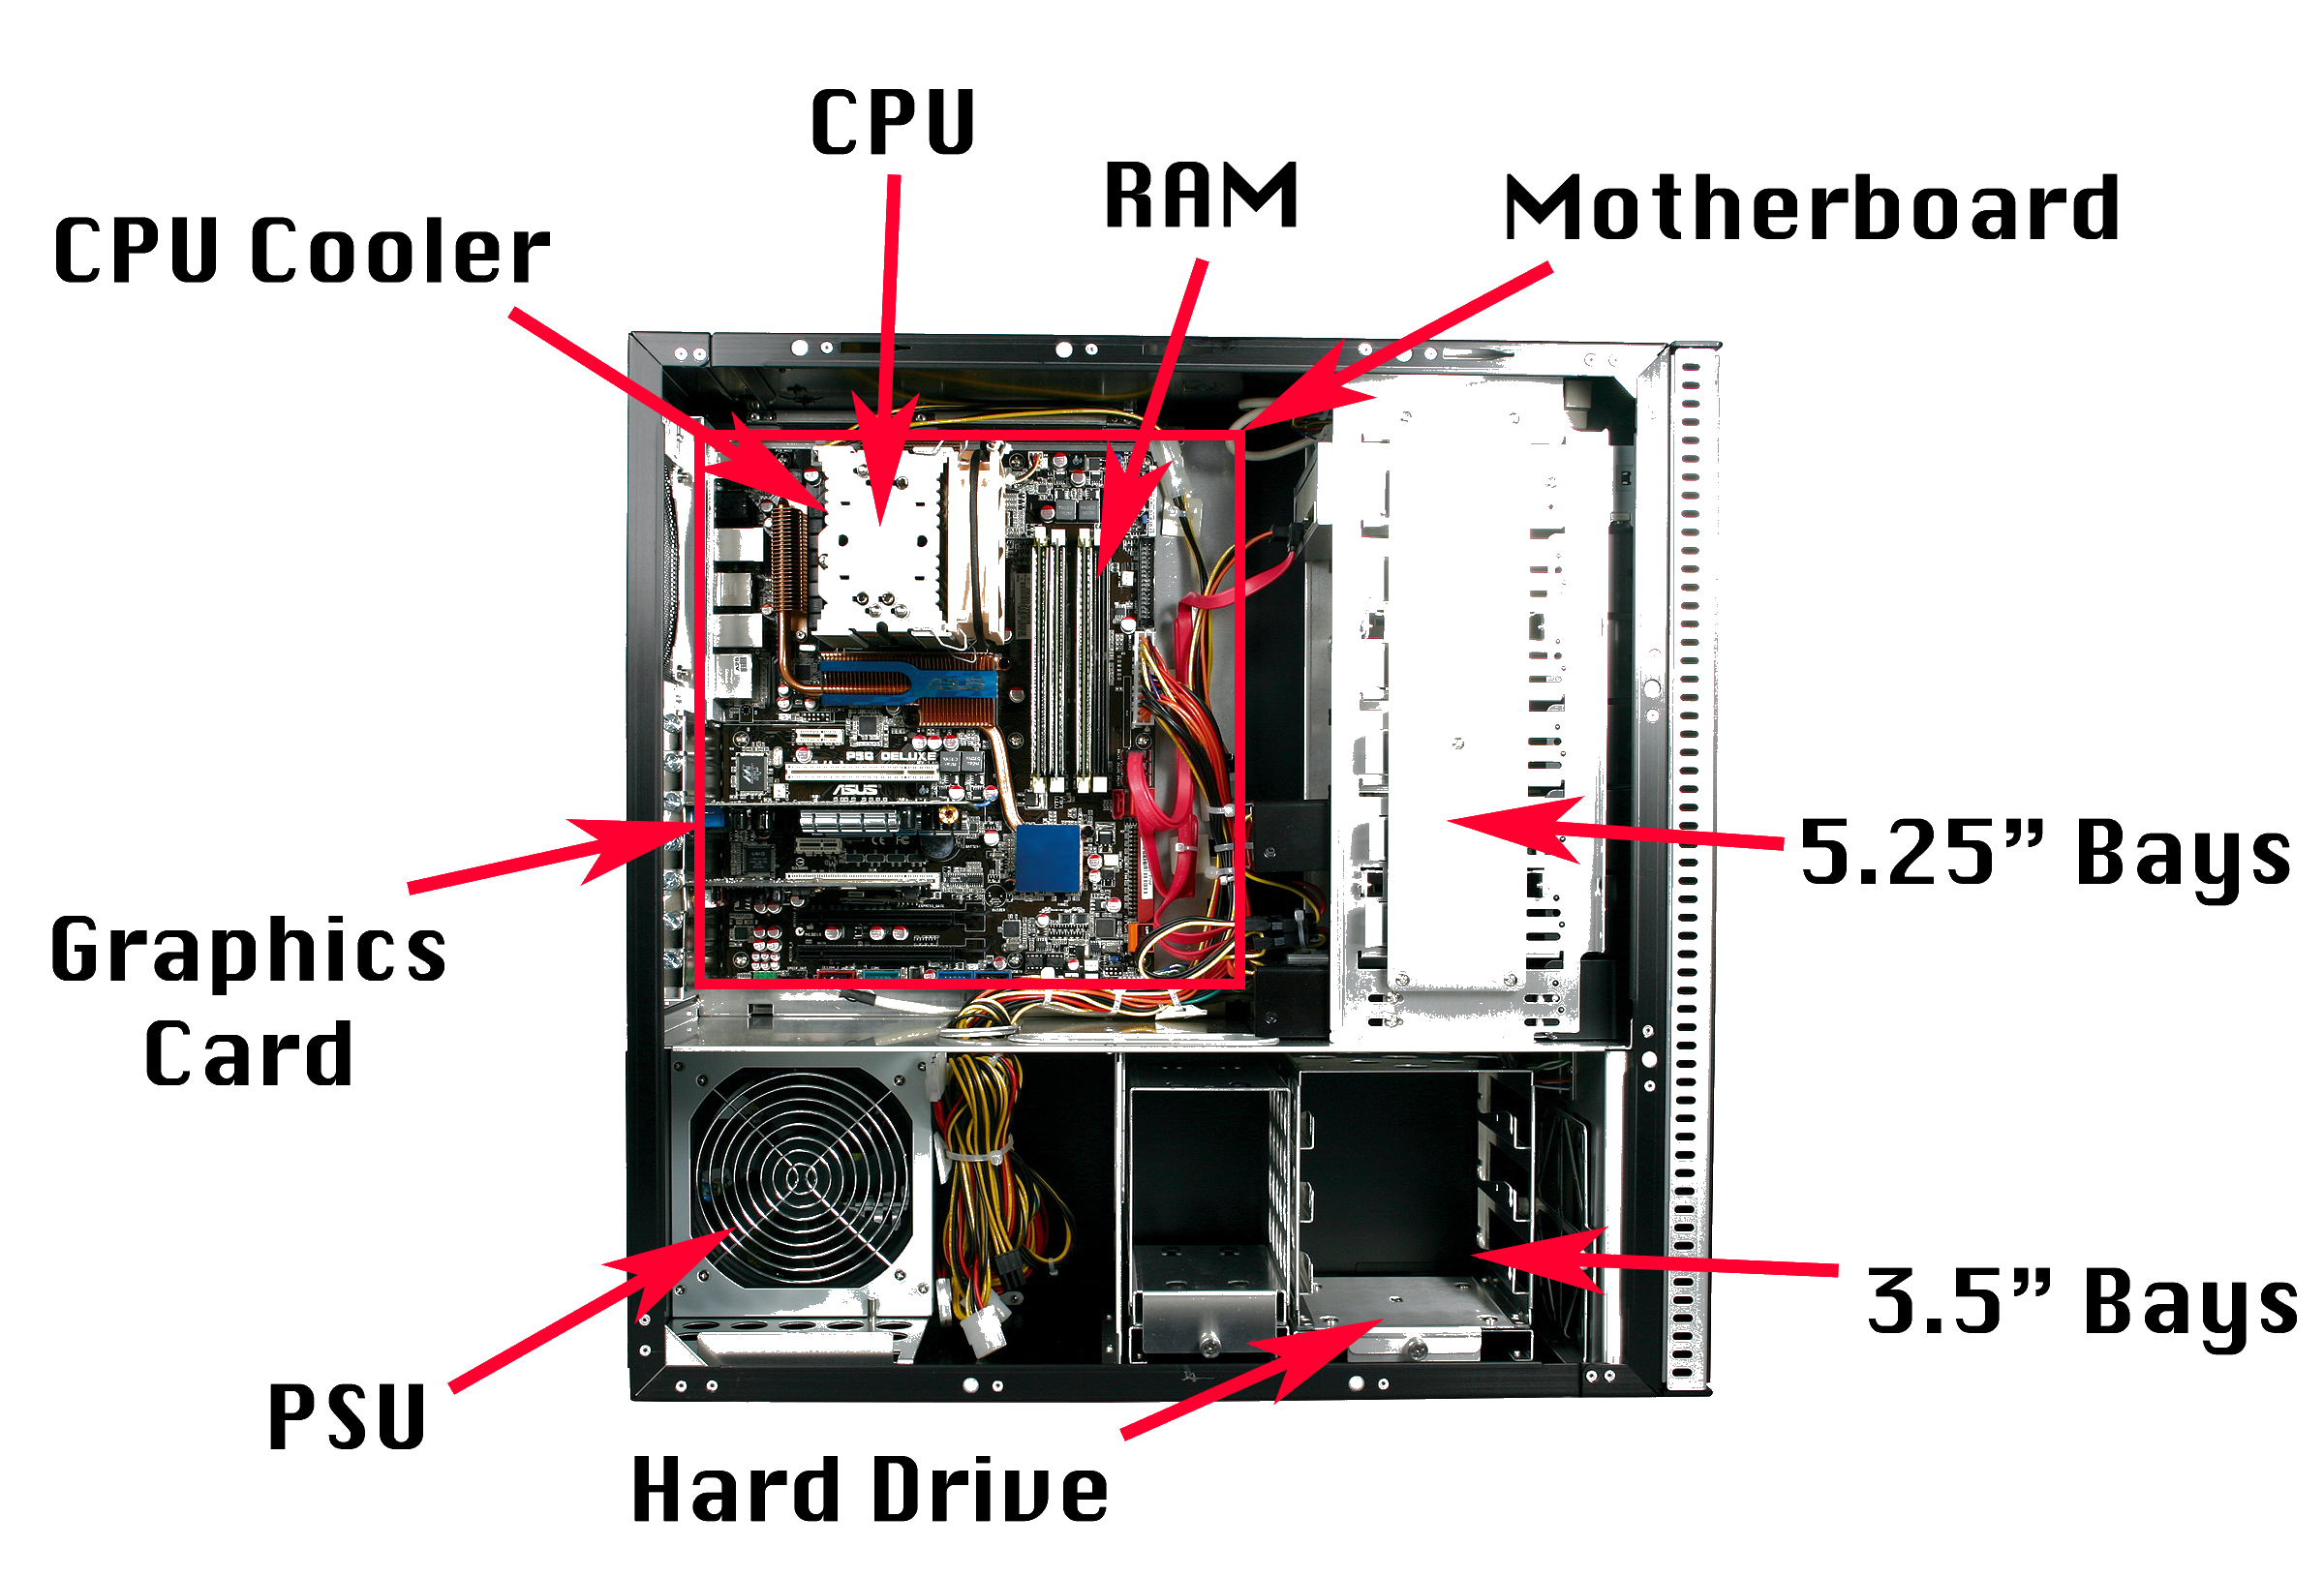 CPU
RAM
Motherboard
CPU Cooler
ASUS
P5Q DELUXE
ASUS
5.25” Bays
Graphics
Card
3.5” Bays
PSU
Hard Drive